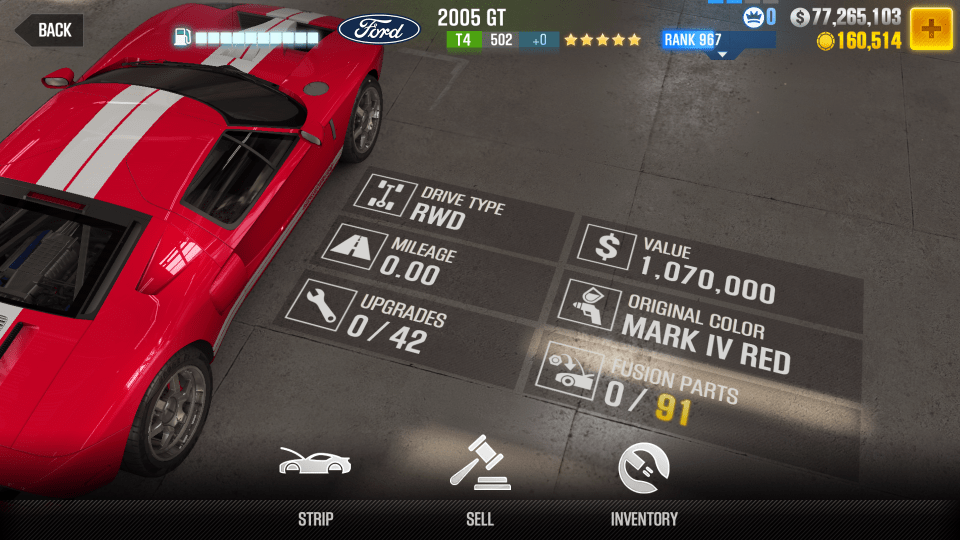 BACK
Ford
2005 GT
T4 502 +0
RANK 967
0
$ 77,265,103
160,514
+
DRIVE TYPE
RWD
MILEAGE
0.00
UPGRADES
0 / 42
$
VALUE
1,070,000
ORIGINAL COLOR
MARK IV RED
FUSION PARTS
0 / 91
STRIP
SELL
INVENTORY